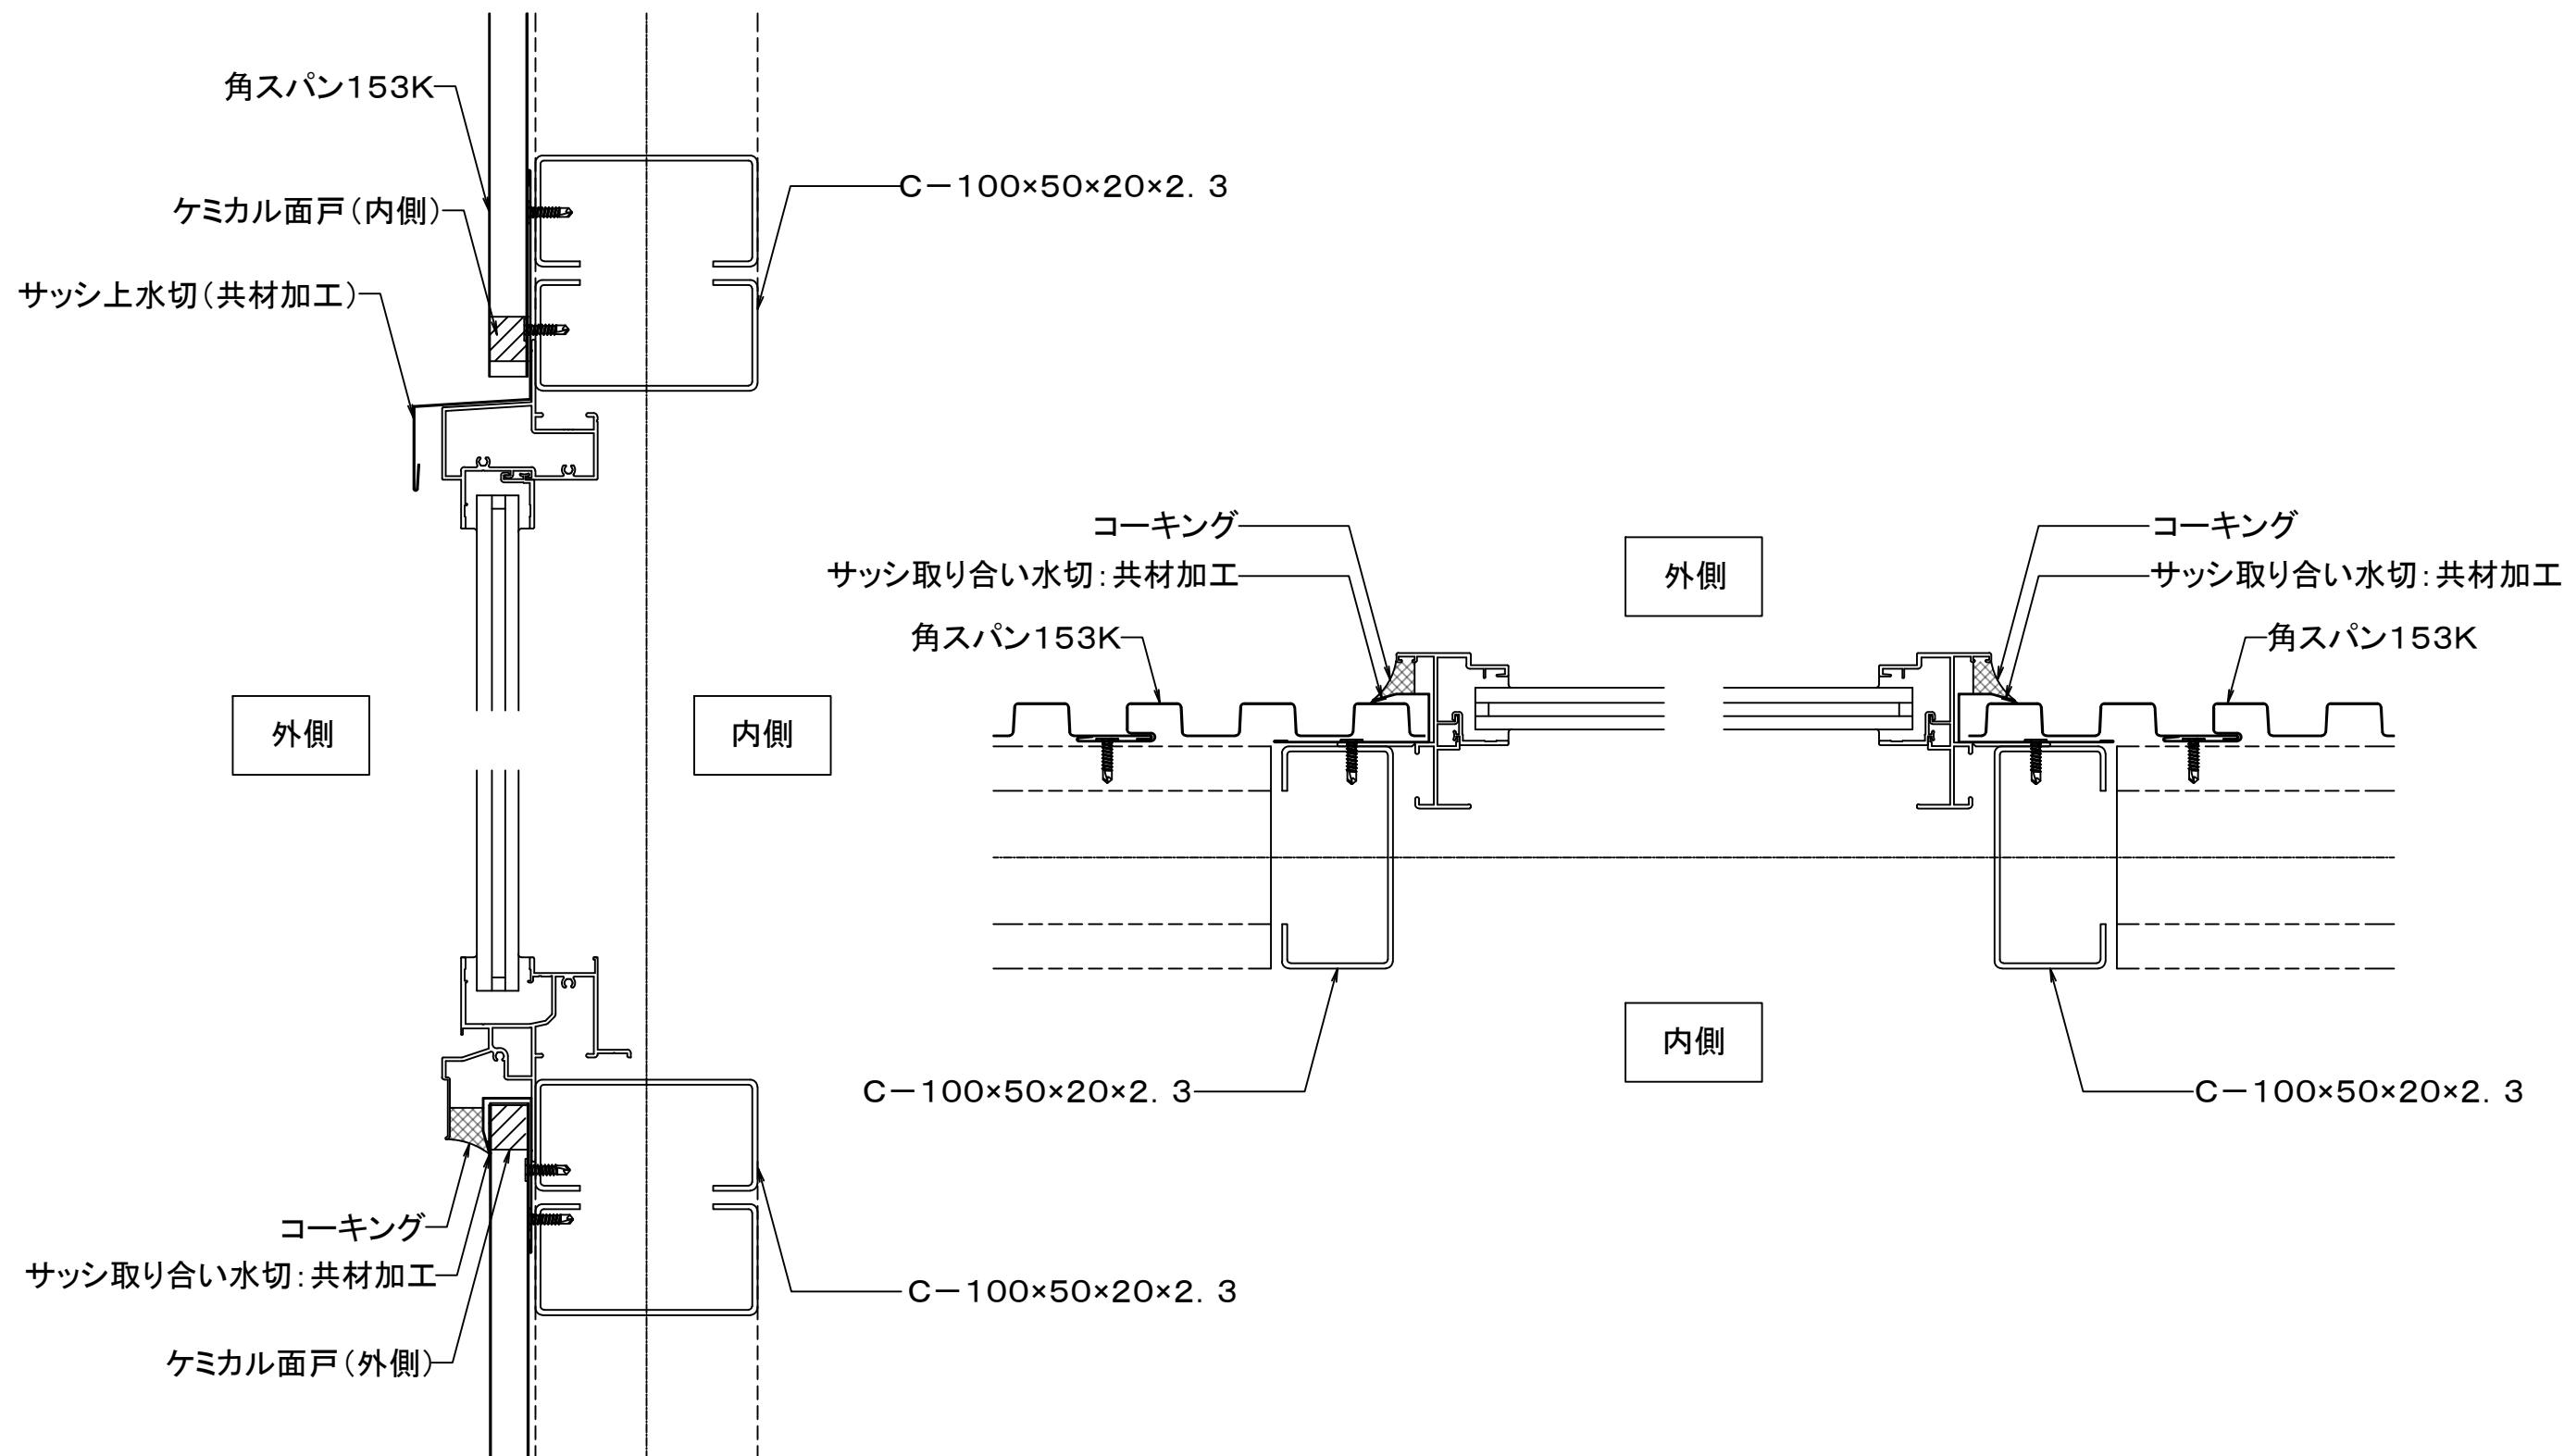 角スパン153K
ケミカル面戸(内側)
サッシ上水切(共材加工)
C-100×50×20×2.3
外側
内側
コーキング
サッシ取り合い水切:共材加工
ケミカル面戸(外側)
C-100×50×20×2.3
コーキング
サッシ取り合い水切:共材加工
角スパン153K
外側
コーキング
サッシ取り合い水切:共材加工
角スパン153K
内側
C-100×50×20×2.3
C-100×50×20×2.3